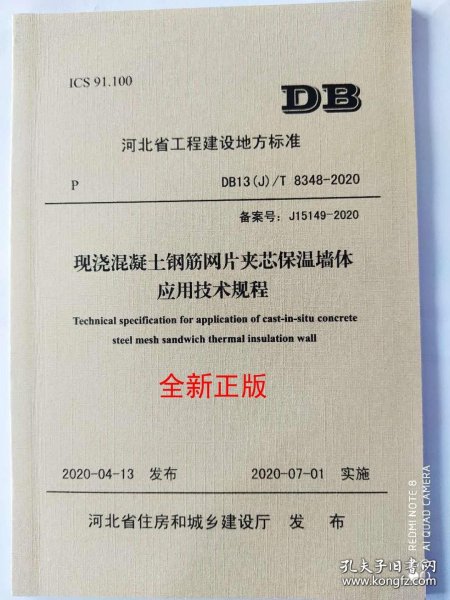 ICS 91.100
DB
河北省工程建设地方标准
P
DB13(J)/T 8348-2020
备案号：J15149-2020
现浇混凝土钢筋网片夹芯保温墙体
应用技术规程
Technical specification for application of cast-in-situ concrete
steel mesh sandwich thermal insulation wall
全新正版
2020-04-13 发布
2020-07-01 实施
河北省住房和城乡建设厅 发 布
REDMI NOTE 8
AI QUAD CAMERA
孔夫子旧书网
www.kongfz.com